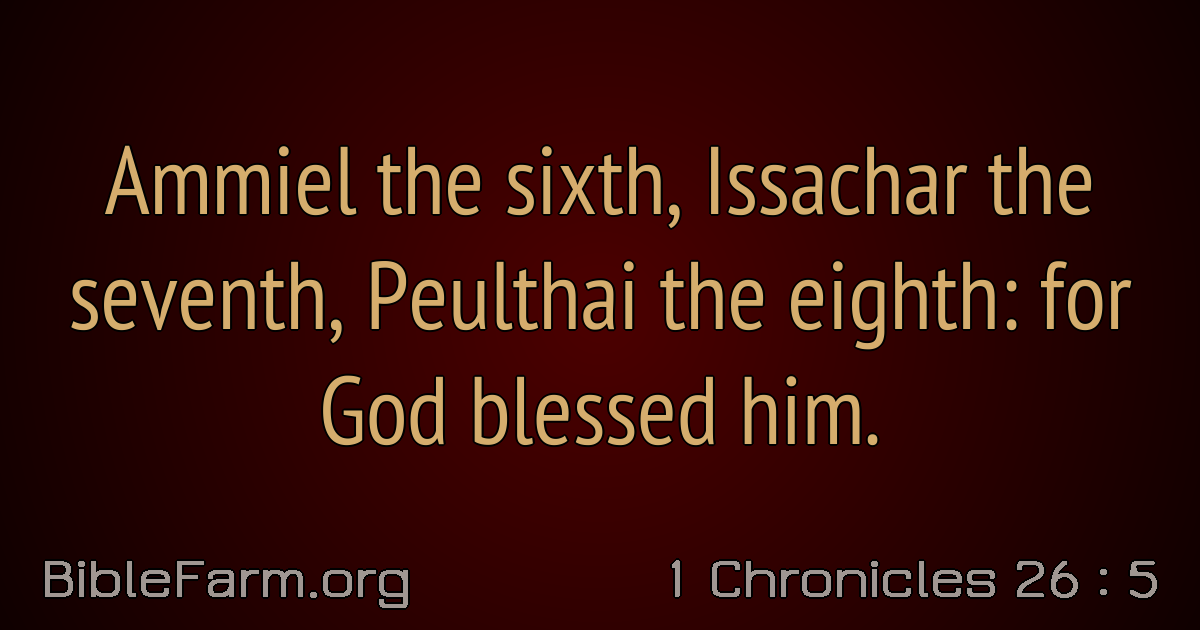 Ammiel the sixth, Issachar the
seventh, Peulthai the eighth: for
God blessed him.
BibleFarm.org
1 Chronicles 26 : 5